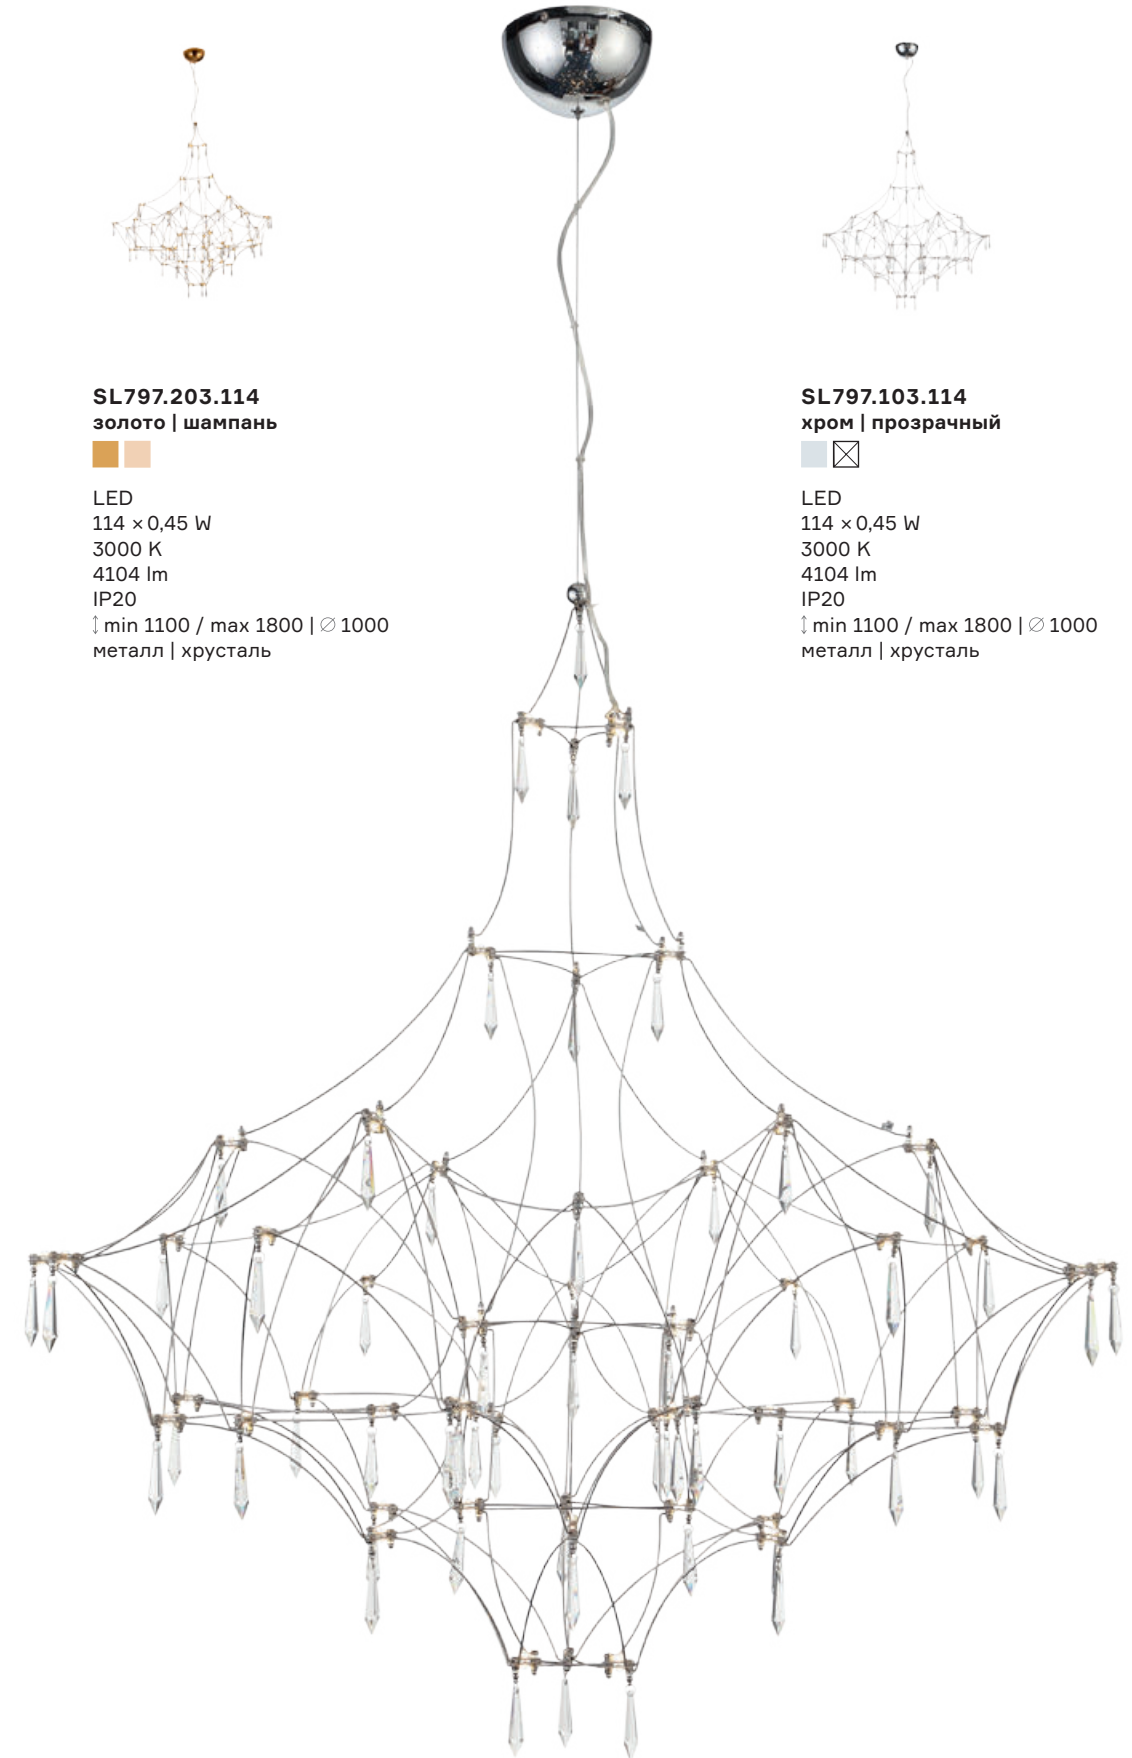 SL797.203.114
золото | шампань
LED
114 × 0,45 W
3000 K
4104 lm
IP20
↕ min 1100 / max 1800 | ∅ 1000
металл | хрусталь
SL797.103.114
хром | прозрачный
LED
114 × 0,45 W
3000 K
4104 lm
IP20
↕ min 1100 / max 1800 | ∅ 1000
металл | хрусталь